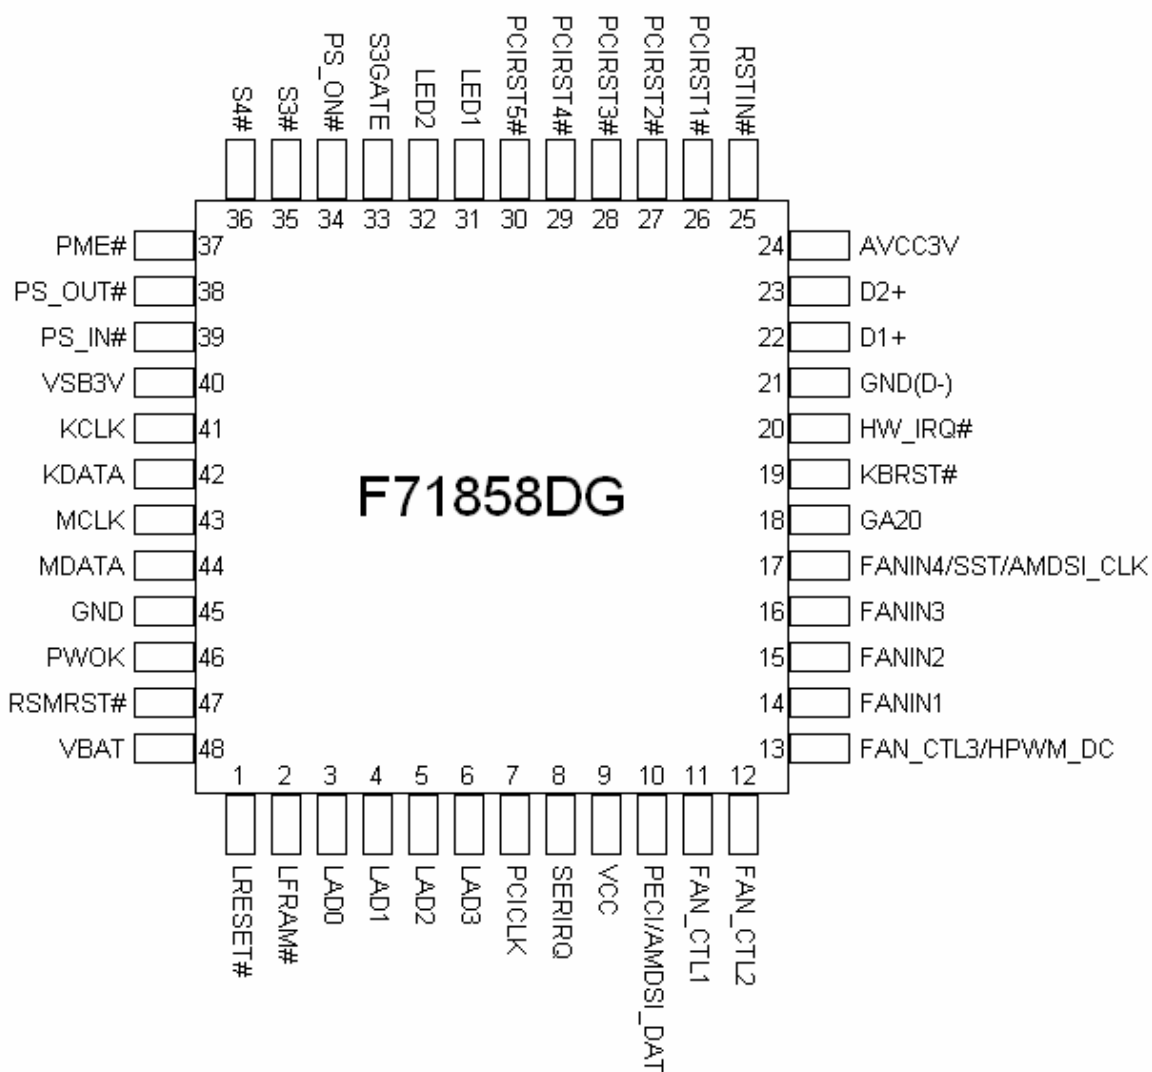 S4#
S3#
PS_ON#
S3GATE
LED2
LED1
PCIRST5#
PCIRST4#
PCIRST3#
PCIRST2#
PCIRST1#
RSTIN#
36 35 34 33 32 31 30 29 28 27 26 25
PME# 37
PS_OUT# 38
PS_IN# 39
VSB3V 40
KCLK 41
KDATA 42
MCLK 43
MDATA 44
GND 45
PWOK 46
RSMRST# 47
VBAT 48
F71858DG
24 AVCC3V
23 D2+
22 D1+
21 GND(D-)
20 HW_IRQ#
19 KBRST#
18 GA20
17 FANIN4/SST/AMDSI_CLK
16 FANIN3
15 FANIN2
14 FANIN1
13 FAN_CTL3/HPWM_DC
1 2 3 4 5 6 7 8 9 10 11 12
LRESET#
LFRAM#
LAD0
LAD1
LAD2
LAD3
PCICLK
SERIRQ
VCC
PECI/AMDSI_DAT
FAN_CTL1
FAN_CTL2